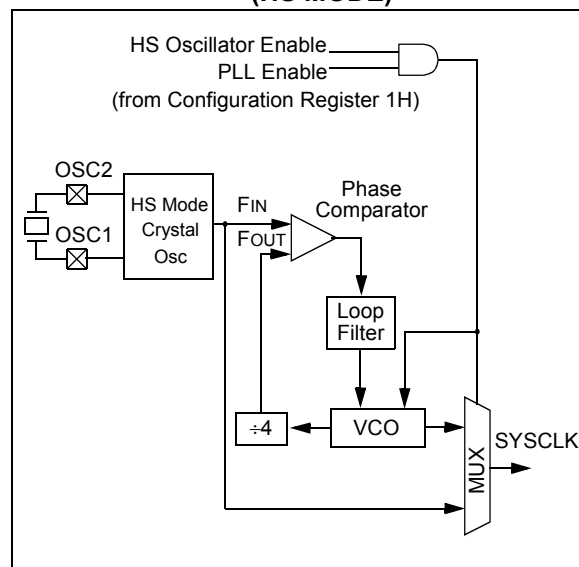 (HS MODE)
HS Oscillator Enable
PLL Enable
(from Configuration Register 1H)
OSC2
OSC1
HS Mode
Crystal
Osc
FIN
FOUT
Phase
Comparator
Loop
Filter
÷4
VCO
MUX
SYSCLK